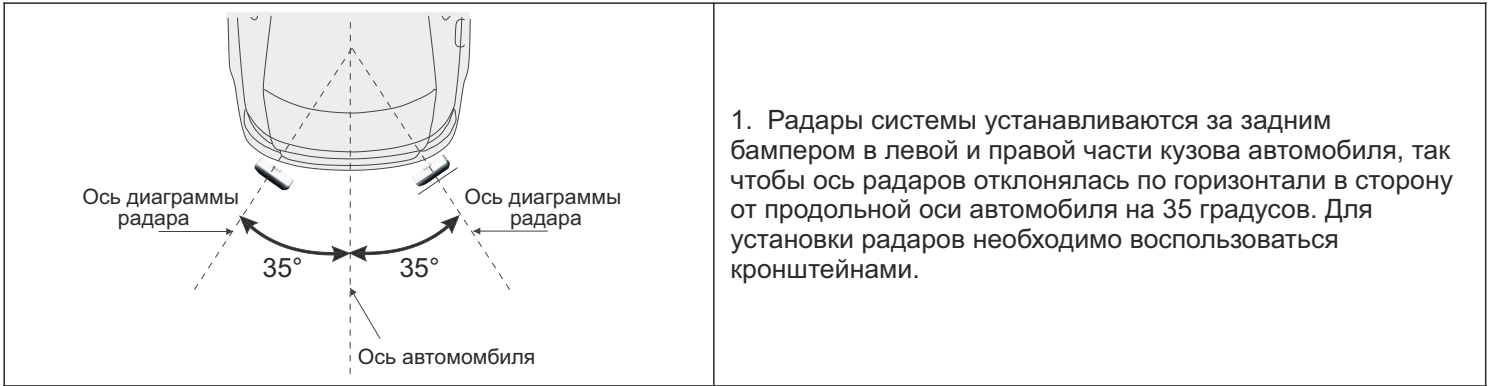 Ось диаграммы
радара
Ось диаграммы
радара
35°
35°
Ось автомомбиля
1. Радары системы устанавливаются за задним
бампером в левой и правой части кузова автомобиля, так
чтобы ось радаров отклонялась по горизонтали в сторону
от продольной оси автомобиля на 35 градусов. Для
установки радаров необходимо воспользоваться
кронштейнами.